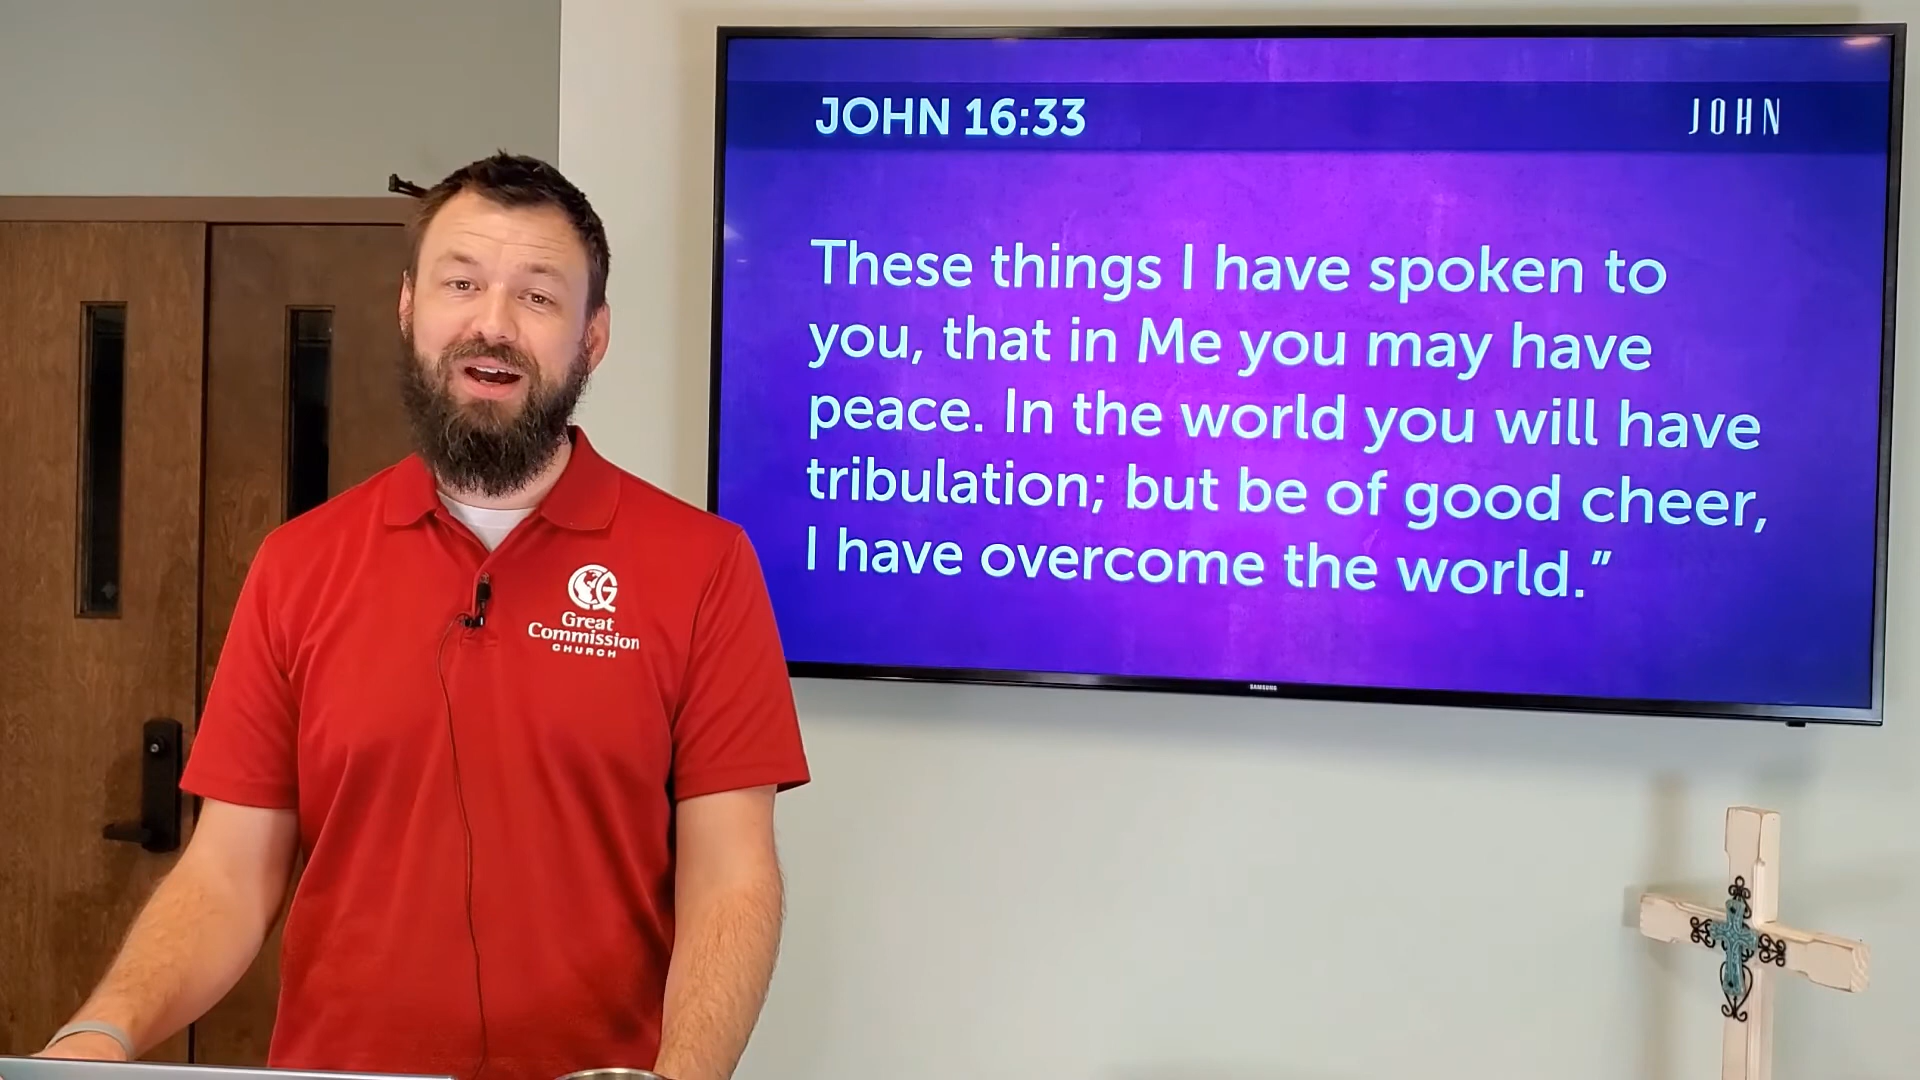 JOHN 16:33
JOHN
These things I have spoken to
you, that in Me you may have
peace. In the world you will have
tribulation; but be of good cheer,
I have overcome the world.”
SAMSUNG
Great
Commission
CHURCH